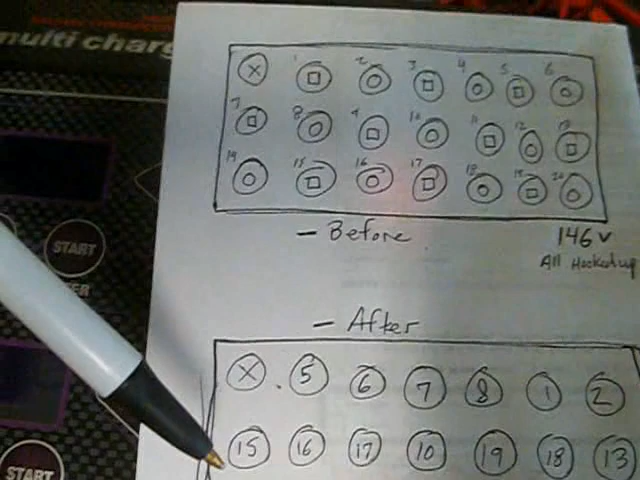 multi charg
X 1 2 3 4 5 6
7 8 9 10 11 12 13
14 15 16 17 18 19 20
- Before
146 V
All Hooked up
START
- After
X . 5 6 7 8 1 2
15 16 17 10 19 18 13
START